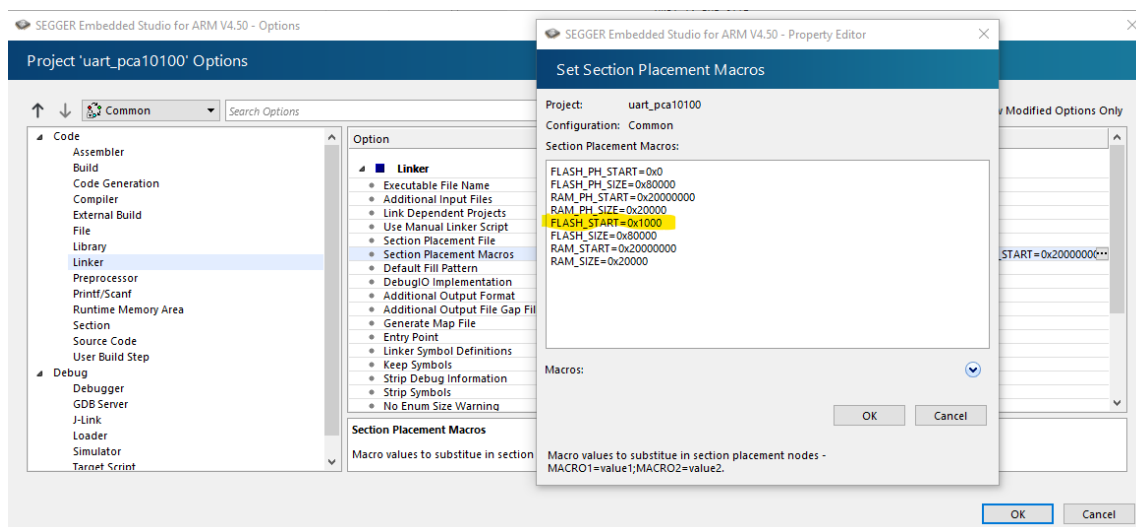 SEGGER Embedded Studio for ARM V4.50 - Options
Project 'uart_pca10100' Options
Common
Search Options
Modified Options Only
Code
Assembler
Build
Code Generation
Compiler
External Build
File
Library
Linker
Preprocessor
Printf/Scanf
Runtime Memory Area
Section
Source Code
User Build Step
Debug
Debugger
GDB Server
J-Link
Loader
Simulator
Target Script
Option
Linker
Executable File Name
Additional Input Files
Link Dependent Projects
Use Manual Linker Script
Section Placement File
Section Placement Macros
Default Fill Pattern
DebugIO Implementation
Additional Output Format
Additional Output File Gap Fil
Generate Map File
Entry Point
Linker Symbol Definitions
Keep Symbols
Strip Debug Information
Strip Symbols
No Enum Size Warning
_START=0x2000000
...
Section Placement Macros
Macro values to substitue in section
SEGGER Embedded Studio for ARM V4.50 - Property Editor
Set Section Placement Macros
Project: uart_pca10100
Configuration: Common
Section Placement Macros:
FLASH_PH_START=0x0
FLASH_PH_SIZE=0x80000
RAM_PH_START=0x20000000
RAM_PH_SIZE=0x20000
FLASH_START=0x1000
FLASH_SIZE=0x80000
RAM_START=0x20000000
RAM_SIZE=0x20000
Macros:
OK Cancel
Macro values to substitue in section placement nodes -
MACRO1=value1;MACRO2=value2.
OK Cancel